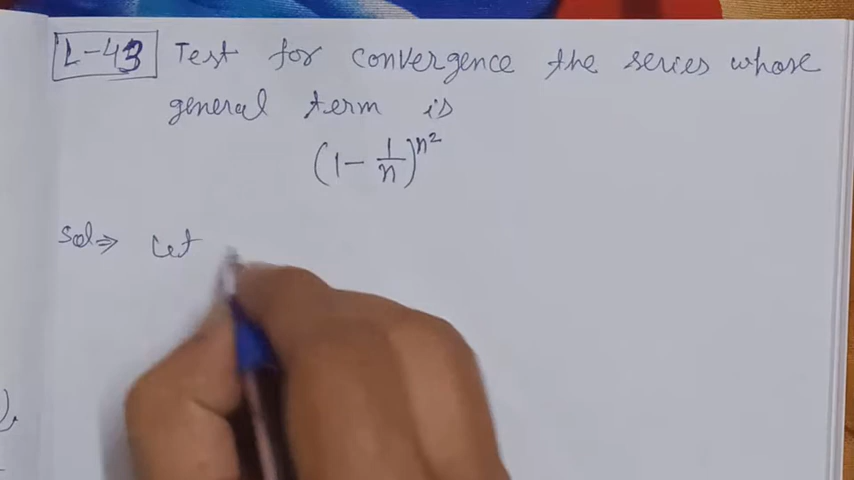 L-43 Test for convergence the series whose
general term is
(1 - 1/n)^n²
Sol⇒ Let